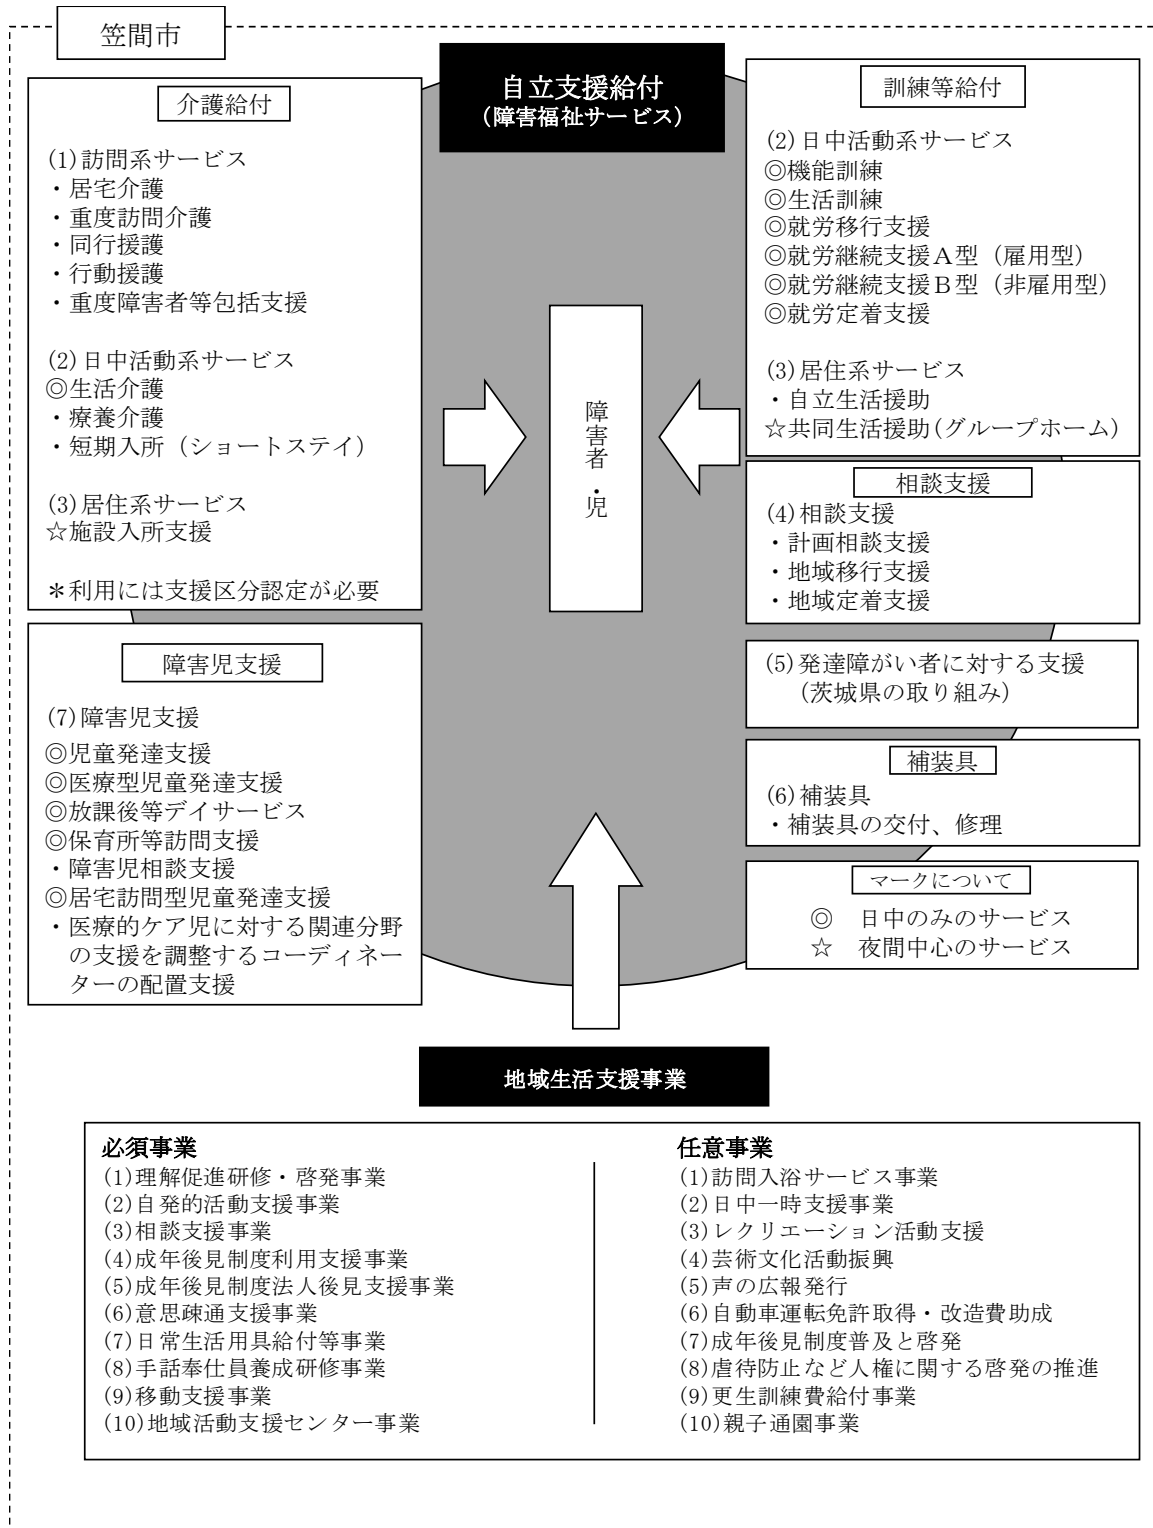 笠間市
自立支援給付
(障害福祉サービス)
介護給付
(1)訪問系サービス
・居宅介護
・重度訪問介護
・同行援護
・行動援護
・重度障害者等包括支援
(2)日中活動系サービス
◎生活介護
・療養介護
・短期入所（ショートステイ）
(3)居住系サービス
☆施設入所支援
＊利用には支援区分認定が必要
障害児支援
(7)障害児支援
◎児童発達支援
◎医療型児童発達支援
◎放課後等デイサービス
◎保育所等訪問支援
・障害児相談支援
◎居宅訪問型児童発達支援
・医療的ケア児に対する関連分野
の支援を調整するコーディネー
ターの配置支援
障害者・児
訓練等給付
(2)日中活動系サービス
◎機能訓練
◎生活訓練
◎就労移行支援
◎就労継続支援Ａ型（雇用型）
◎就労継続支援Ｂ型（非雇用型）
◎就労定着支援
(3)居住系サービス
・自立生活援助
☆共同生活援助(グループホーム)
相談支援
(4)相談支援
・計画相談支援
・地域移行支援
・地域定着支援
(5)発達障がい者に対する支援
（茨城県の取り組み）
補装具
(6)補装具
・補装具の交付、修理
マークについて
◎　日中のみのサービス
☆　夜間中心のサービス
地域生活支援事業
必須事業
(1)理解促進研修・啓発事業
(2)自発的活動支援事業
(3)相談支援事業
(4)成年後見制度利用支援事業
(5)成年後見制度法人後見支援事業
(6)意思疎通支援事業
(7)日常生活用具給付等事業
(8)手話奉仕員養成研修事業
(9)移動支援事業
(10)地域活動支援センター事業
任意事業
(1)訪問入浴サービス事業
(2)日中一時支援事業
(3)レクリエーション活動支援
(4)芸術文化活動振興
(5)声の広報発行
(6)自動車運転免許取得・改造費助成
(7)成年後見制度普及と啓発
(8)虐待防止など人権に関する啓発の推進
(9)更生訓練費給付事業
(10)親子通園事業